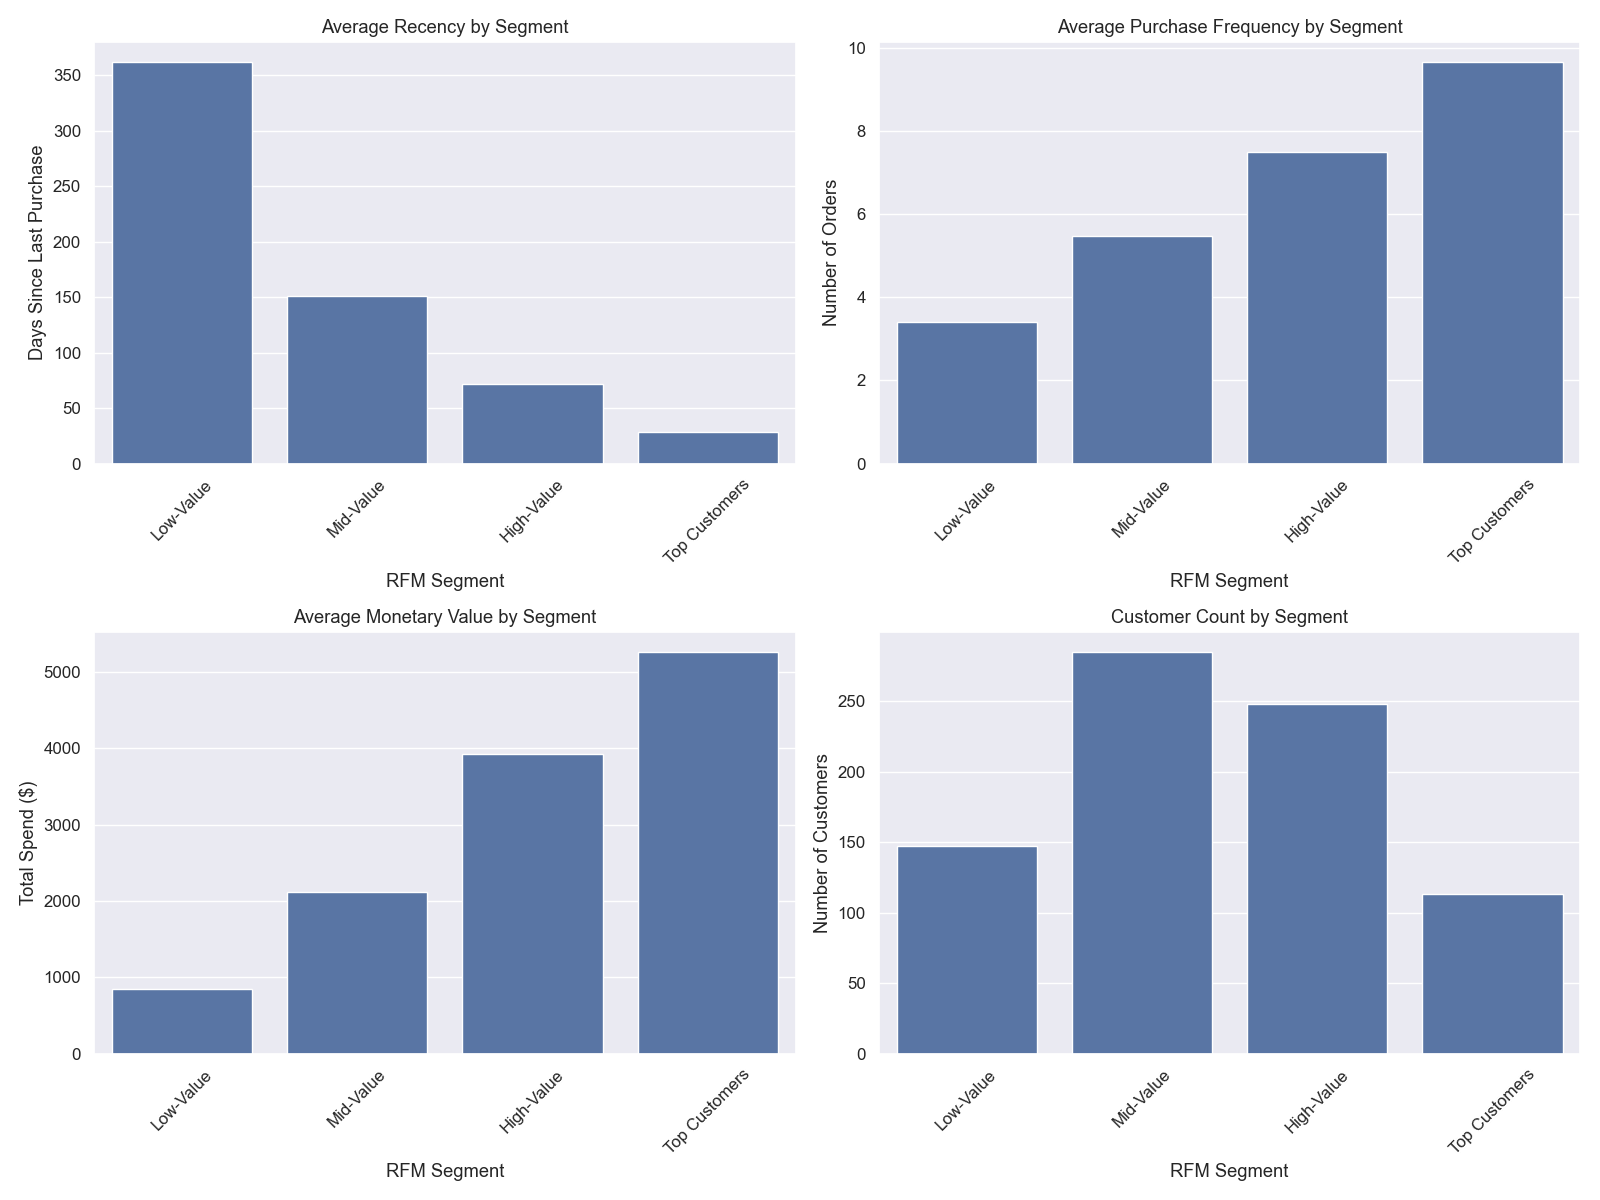 Average Recency by Segment
Days Since Last Purchase
350
300
250
200
150
100
50
0
Low-Value
Mid-Value
High-Value
Top Customers
RFM Segment
Average Purchase Frequency by Segment
Number of Orders
10
8
6
4
2
0
Low-Value
Mid-Value
High-Value
Top Customers
RFM Segment
Average Monetary Value by Segment
Total Spend ($)
5000
4000
3000
2000
1000
0
Low-Value
Mid-Value
High-Value
Top Customers
RFM Segment
Customer Count by Segment
Number of Customers
250
200
150
100
50
0
Low-Value
Mid-Value
High-Value
Top Customers
RFM Segment